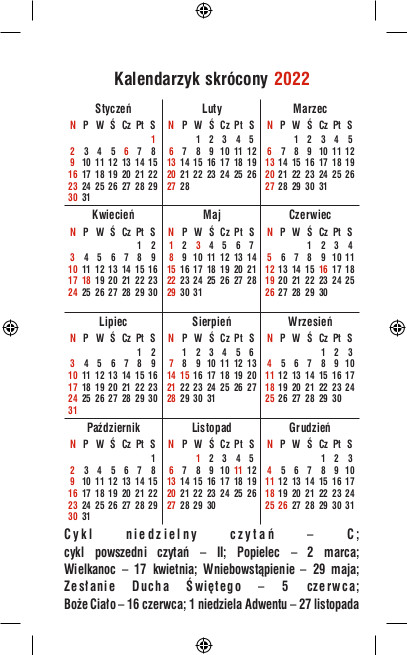 Kalendarzyk skrócony 2022
Styczeń
N P W Ś Cz Pt S
1
2 3 4 5 6 7 8
9 10 11 12 13 14 15
16 17 18 19 20 21 22
23 24 25 26 27 28 29
30 31
Luty
N P W Ś Cz Pt S
1 2 3 4 5
6 7 8 9 10 11 12
13 14 15 16 17 18 19
20 21 22 23 24 25 26
27 28
Marzec
N P W Ś Cz Pt S
1 2 3 4 5
6 7 8 9 10 11 12
13 14 15 16 17 18 19
20 21 22 23 24 25 26
27 28 29 30 31
Kwiecień
N P W Ś Cz Pt S
1 2
3 4 5 6 7 8 9
10 11 12 13 14 15 16
17 18 19 20 21 22 23
24 25 26 27 28 29 30
Maj
N P W Ś Cz Pt S
1 2 3 4 5 6 7
8 9 10 11 12 13 14
15 16 17 18 19 20 21
22 23 24 25 26 27 28
29 30 31
Czerwiec
N P W Ś Cz Pt S
1 2 3 4
5 6 7 8 9 10 11
12 13 14 15 16 17 18
19 20 21 22 23 24 25
26 27 28 29 30
Lipiec
N P W Ś Cz Pt S
1 2
3 4 5 6 7 8 9
10 11 12 13 14 15 16
17 18 19 20 21 22 23
24 25 26 27 28 29 30
31
Sierpień
N P W Ś Cz Pt S
1 2 3 4 5 6
7 8 9 10 11 12 13
14 15 16 17 18 19 20
21 22 23 24 25 26 27
28 29 30 31
Wrzesień
N P W Ś Cz Pt S
1 2 3
4 5 6 7 8 9 10
11 12 13 14 15 16 17
18 19 20 21 22 23 24
25 26 27 28 29 30
Październik
N P W Ś Cz Pt S
1
2 3 4 5 6 7 8
9 10 11 12 13 14 15
16 17 18 19 20 21 22
23 24 25 26 27 28 29
30 31
Listopad
N P W Ś Cz Pt S
1 2 3 4 5
6 7 8 9 10 11 12
13 14 15 16 17 18 19
20 21 22 23 24 25 26
27 28 29 30
Grudzień
N P W Ś Cz Pt S
1 2 3
4 5 6 7 8 9 10
11 12 13 14 15 16 17
18 19 20 21 22 23 24
25 26 27 28 29 30 31
Cykl niedzielny czytań – C;
cykl powszedni czytań – II; Popielec – 2 marca;
Wielkanoc – 17 kwietnia; Wniebowstąpienie – 29 maja;
Zesłanie Ducha Świętego – 5 czerwca;
Boże Ciało – 16 czerwca; 1 niedziela Adwentu – 27 listopada